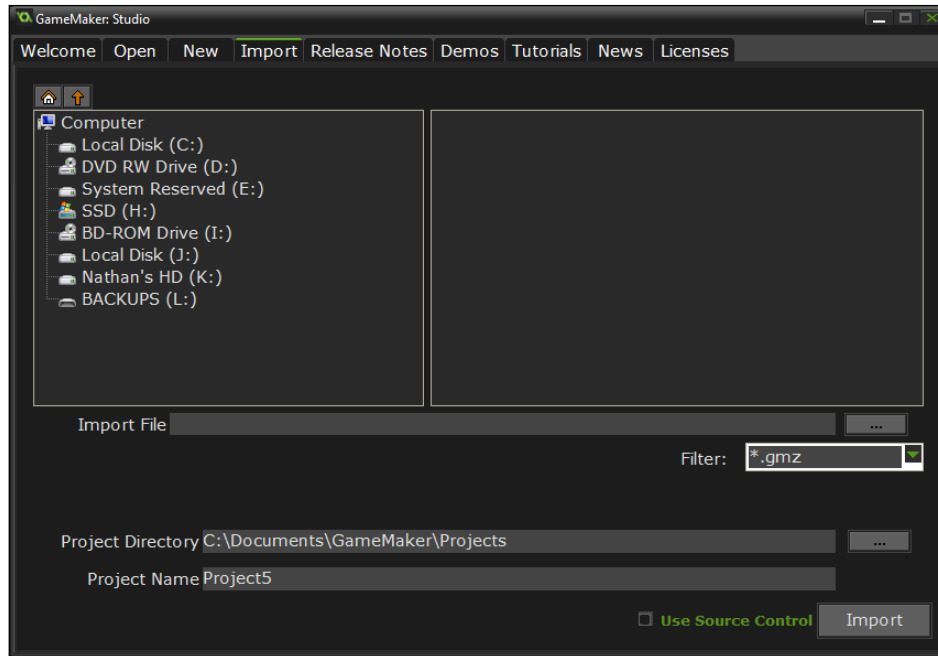 GameMaker: Studio
Welcome Open New Import Release Notes Demos Tutorials News Licenses
Computer
Local Disk (C:)
DVD RW Drive (D:)
System Reserved (E:)
SSD (H:)
BD-ROM Drive (I:)
Local Disk (J:)
Nathan's HD (K:)
BACKUPS (L:)
Import File ...
Filter: *.gmz
Project Directory C:\Documents\GameMaker\Projects ...
Project Name Project5
Use Source Control Import